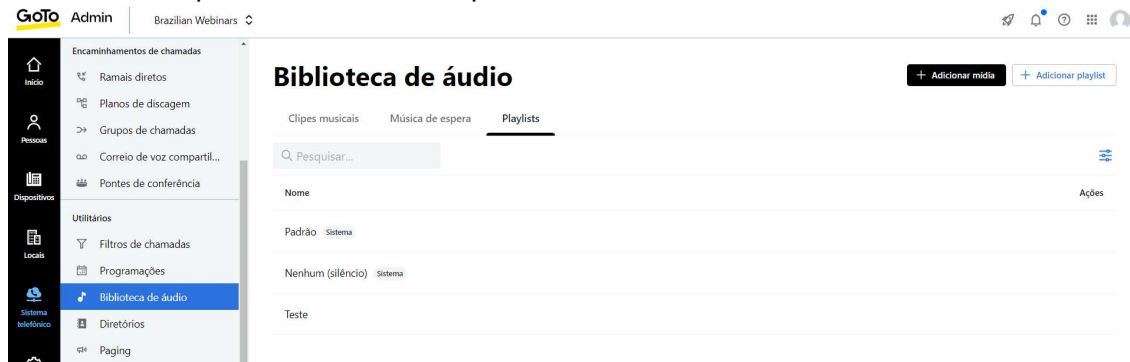 GoTo Admin Brazilian Webinars
Início
Pessoas
Dispositivos
Locais
Sistema telefônico
Encaminhamentos de chamadas
Ramais diretos
Planos de discagem
Grupos de chamadas
Correio de voz compartil...
Pontes de conferência
Utilitários
Filtros de chamadas
Programações
Biblioteca de áudio
Diretórios
Paging
Biblioteca de áudio
+ Adicionar mídia
+ Adicionar playlist
Clipes musicais Música de espera Playlists
Pesquisar...
Nome Ações
Padrão Sistema
Nenhum (silêncio) Sistema
Teste